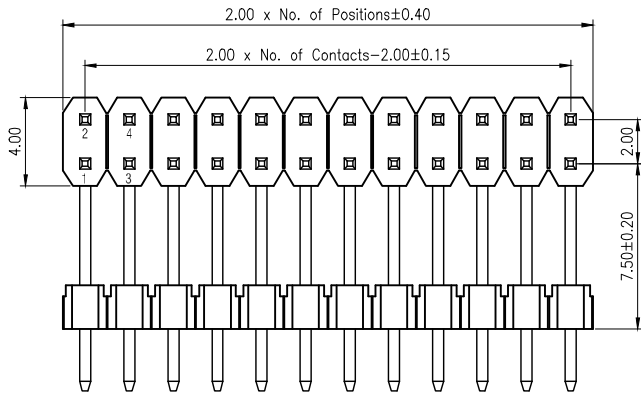 2.00 x No. of Positions±0.40
2.00 x No. of Contacts-2.00±0.15
4.00
2 4
1 3
2.00
7.50±0.20